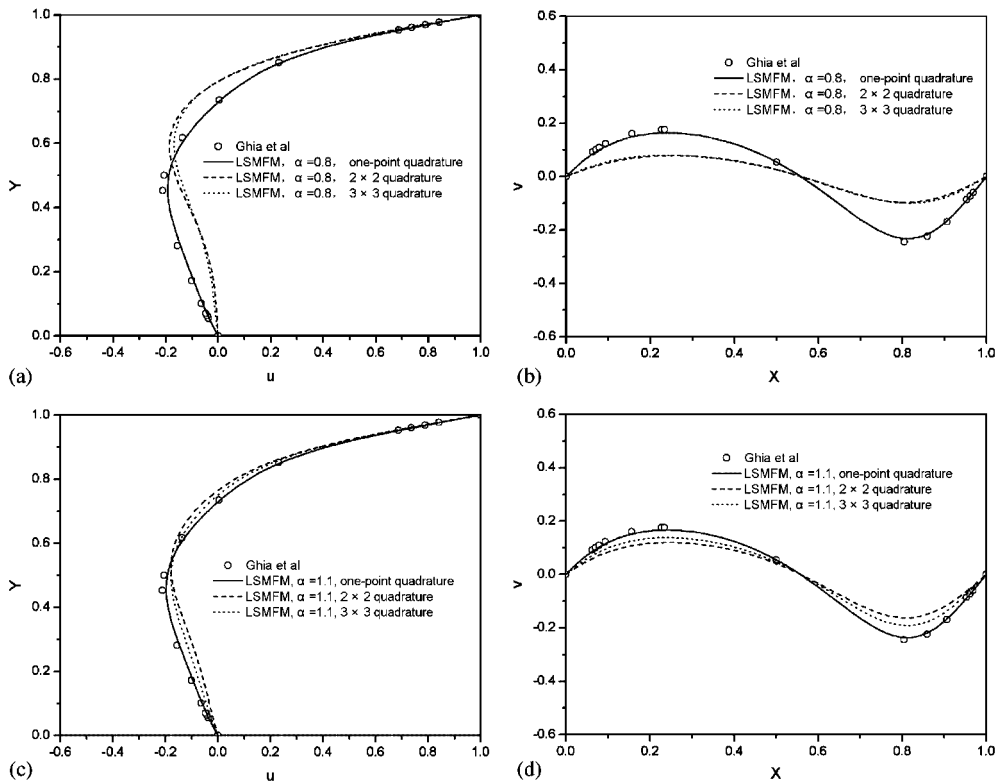 1.0
0.8
0.6
0.4
0.2
0.0
Y
-0.6 -0.4 -0.2 0.0 0.2 0.4 0.6 0.8 1.0
u
Ghia et al
LSMFM, α =0.8, one-point quadrature
LSMFM, α =0.8, 2 × 2 quadrature
LSMFM, α =0.8, 3 × 3 quadrature
(a)
0.6
0.4
0.2
0.0
-0.2
-0.4
-0.6
v
0.0 0.2 0.4 0.6 0.8 1.0
X
Ghia et al
LSMFM, α =0.8, one-point quadrature
LSMFM, α =0.8, 2 × 2 quadrature
LSMFM, α =0.8, 3 × 3 quadrature
(b)
1.0
0.8
0.6
0.4
0.2
0.0
Y
-0.6 -0.4 -0.2 0.0 0.2 0.4 0.6 0.8 1.0
u
Ghia et al
LSMFM, α =1.1, one-point quadrature
LSMFM, α =1.1, 2 × 2 quadrature
LSMFM, α =1.1, 3 × 3 quadrature
(c)
0.6
0.4
0.2
0.0
-0.2
-0.4
-0.6
v
0.0 0.2 0.4 0.6 0.8 1.0
X
Ghia et al
LSMFM, α =1.1, one-point quadrature
LSMFM, α =1.1, 2 × 2 quadrature
LSMFM, α =1.1, 3 × 3 quadrature
(d)